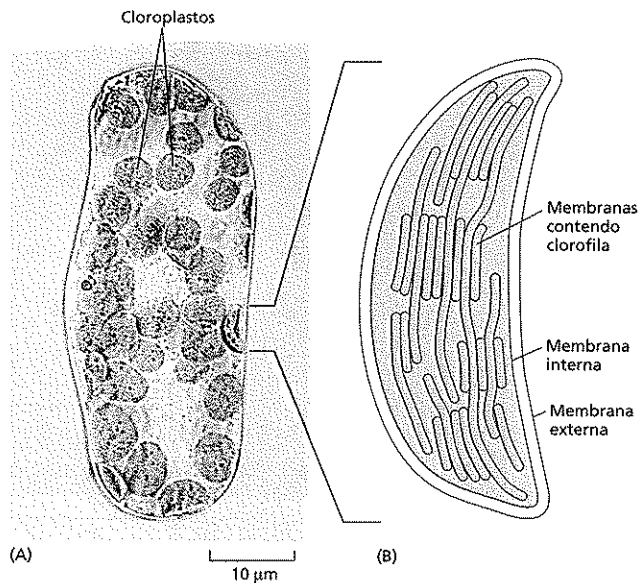 Cloroplastos
Membranas
contendo
clorofila
Membrana
interna
Membrana
externa
(A)
10 µm
(B)